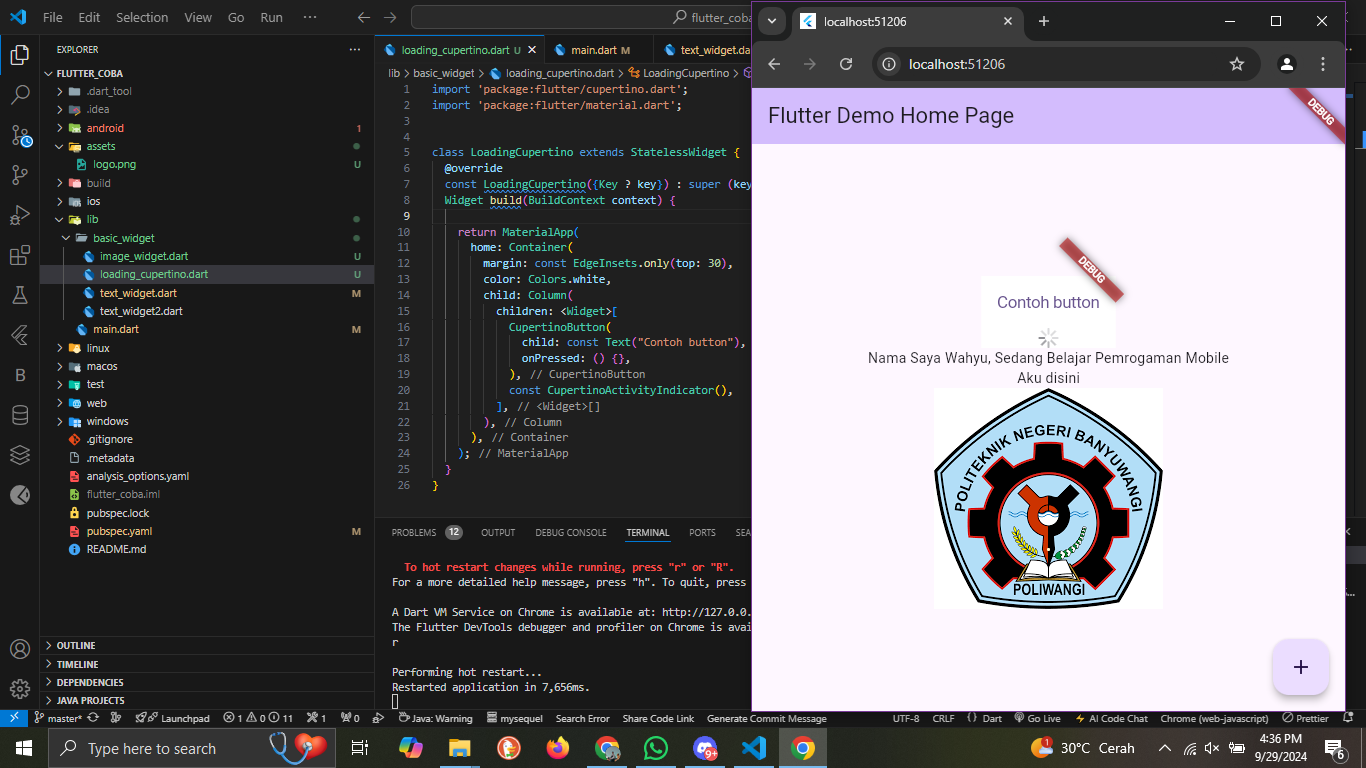 File Edit Selection View Go Run ···
flutter_coba
localhost:51206
localhost:51206
EXPLORER
FLUTTER_COBA
.dart_tool
.idea
android 1
assets
logo.png U
build
ios
lib
basic_widget
image_widget.dart U
loading_cupertino.dart U
text_widget.dart M
text_widget2.dart
main.dart M
linux
macos
test
web
windows
.gitignore
.metadata
analysis_options.yaml
flutter_coba.iml
pubspec.lock
pubspec.yaml M
README.md
OUTLINE
TIMELINE
DEPENDENCIES
JAVA PROJECTS
loading_cupertino.dart U
main.dart M
text_widget.da
lib > basic_widget > loading_cupertino.dart > LoadingCupertino >
1 import 'package:flutter/cupertino.dart';
2 import 'package:flutter/material.dart';
3
4
5 class LoadingCupertino extends StatelessWidget {
6 @override
7 const LoadingCupertino({Key ? key}) : super (key
8 Widget build(BuildContext context) {
9
10 return MaterialApp(
11 home: Container(
12 margin: const EdgeInsets.only(top: 30),
13 color: Colors.white,
14 child: Column(
15 children: <Widget>[
16 CupertinoButton(
17 child: const Text("Contoh button"),
18 onPressed: () {},
19 ), // CupertinoButton
20 const CupertinoActivityIndicator(),
21 ], // <Widget>[]
22 ), // Column
23 ), // Container
24 ); // MaterialApp
25 }
26 }
PROBLEMS 12 OUTPUT DEBUG CONSOLE TERMINAL PORTS SEA
To hot restart changes while running, press "r" or "R".
For a more detailed help message, press "h". To quit, press
A Dart VM Service on Chrome is available at: http://127.0.0.
The Flutter DevTools debugger and profiler on Chrome is avai
r
Performing hot restart...
Restarted application in 7,656ms.
Flutter Demo Home Page
DEBUG
DEBUG
Contoh button
Nama Saya Wahyu, Sedang Belajar Pemrogaman Mobile
Aku disini
POLITEKNIK NEGERI BANYUWANGI
POLIWANGI
+
master* Launchpad 1 0 11 1 0 Java: Warning mysequel Search Error Share Code Link Generate Commit Message UTF-8 CRLF {} Dart Go Live AI Code Chat Chrome (web-javascript) Prettier
Type here to search
9+
1
30°C Cerah
4:36 PM
9/29/2024
6